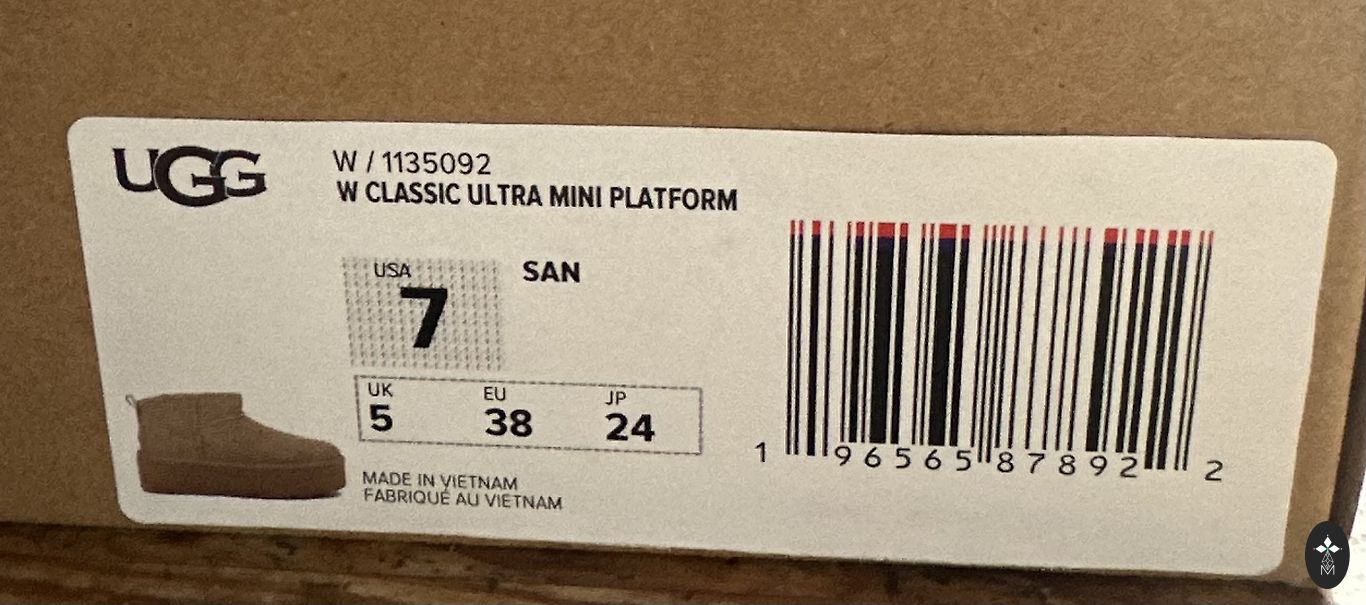 UGG
W / 1135092
W CLASSIC ULTRA MINI PLATFORM
USA
7
SAN
UK
5
EU
38
JP
24
MADE IN VIETNAM
FABRIQUÉ AU VIETNAM
1 96565 87892 2
M